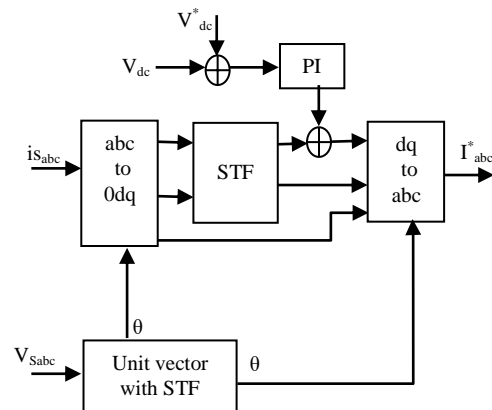 V*dc
Vdc
PI
isabc
abc
to
0dq
STF
dq
to
abc
I*abc
θ
θ
VSabc
Unit vector
with STF